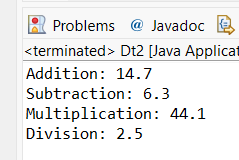 Problems @ Javadoc
<terminated> Dt2 [Java Applicat
Addition: 14.7
Subtraction: 6.3
Multiplication: 44.1
Division: 2.5